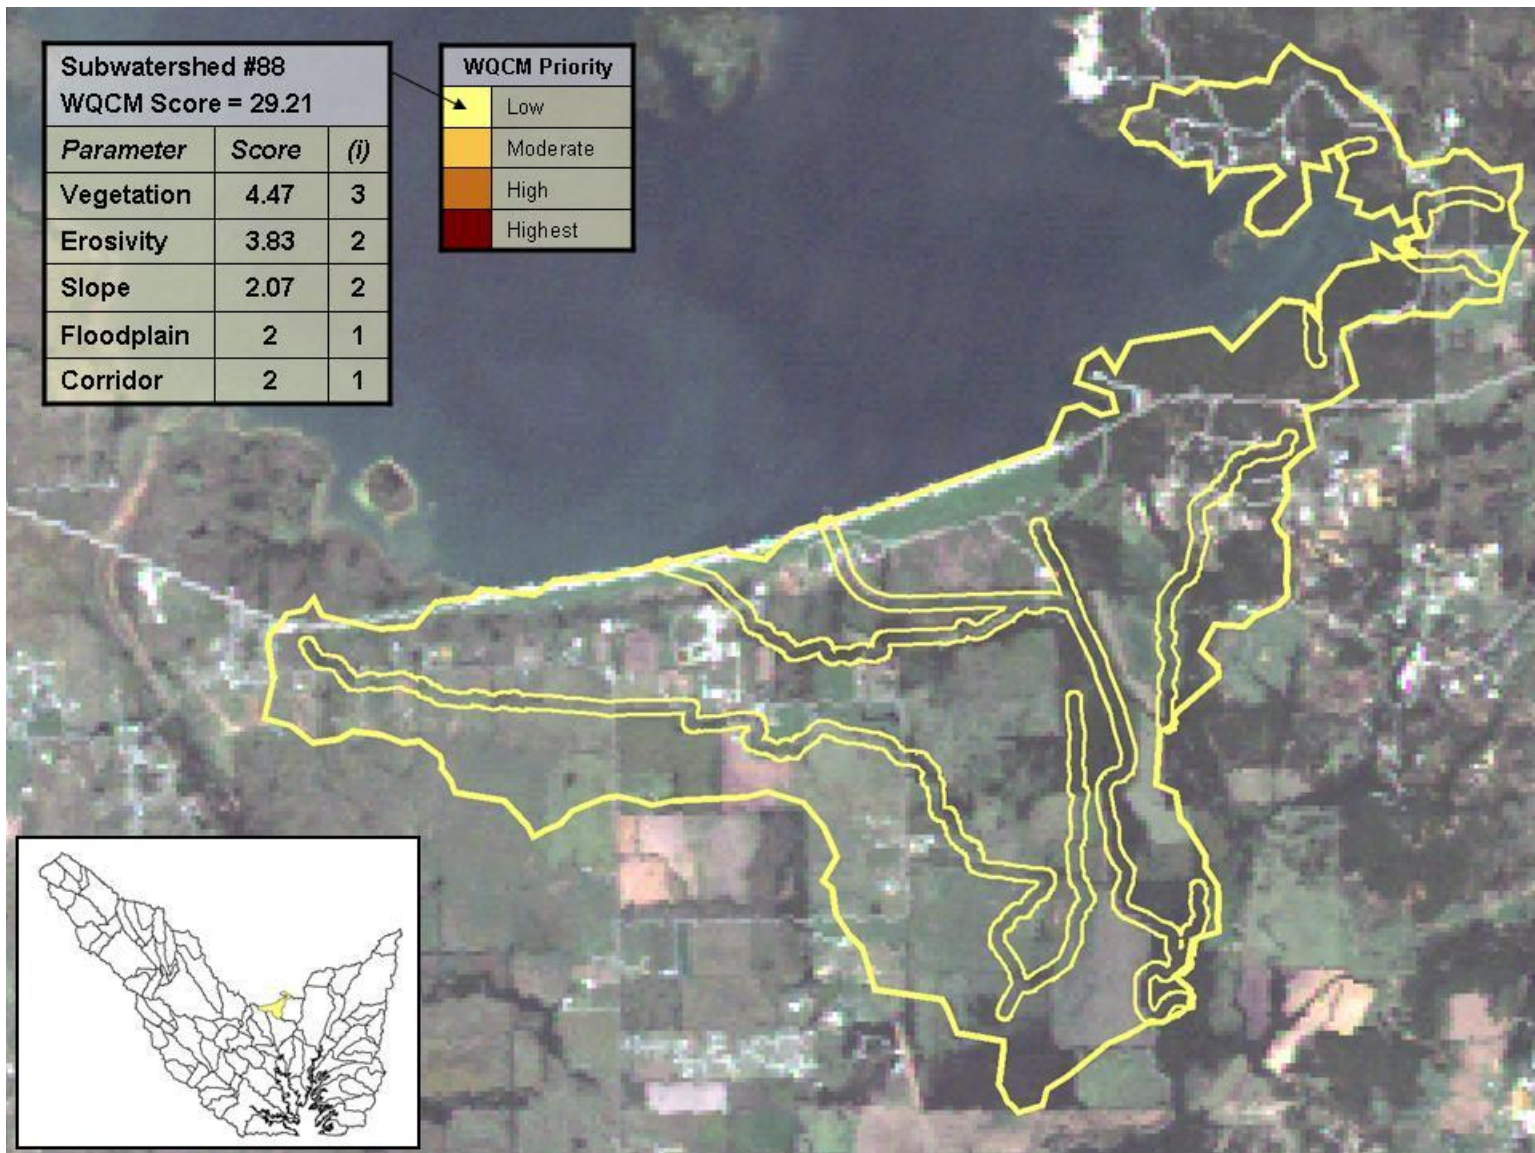 Subwatershed #88
WQCM Score = 29.21
Parameter Score (i)
Vegetation 4.47 3
Erosivity 3.83 2
Slope 2.07 2
Floodplain 2 1
Corridor 2 1
WQCM Priority
Low
Moderate
High
Highest